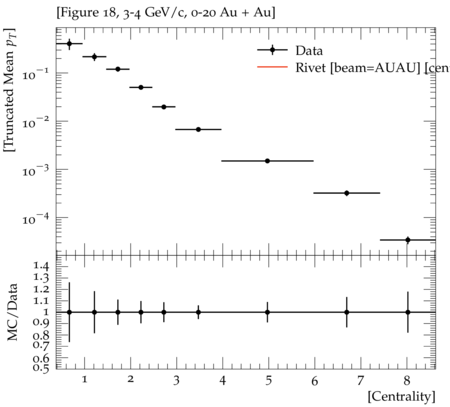 [Figure 18, 3-4 GeV/c, 0-20 Au + Au]
[Truncated Mean p_T]
Data
Rivet [beam=AUAU] [cen
10⁻¹
10⁻²
10⁻³
10⁻⁴
MC/Data
1.4
1.3
1.2
1.1
1
0.9
0.8
0.7
0.6
0.5
1 2 3 4 5 6 7 8
[Centrality]